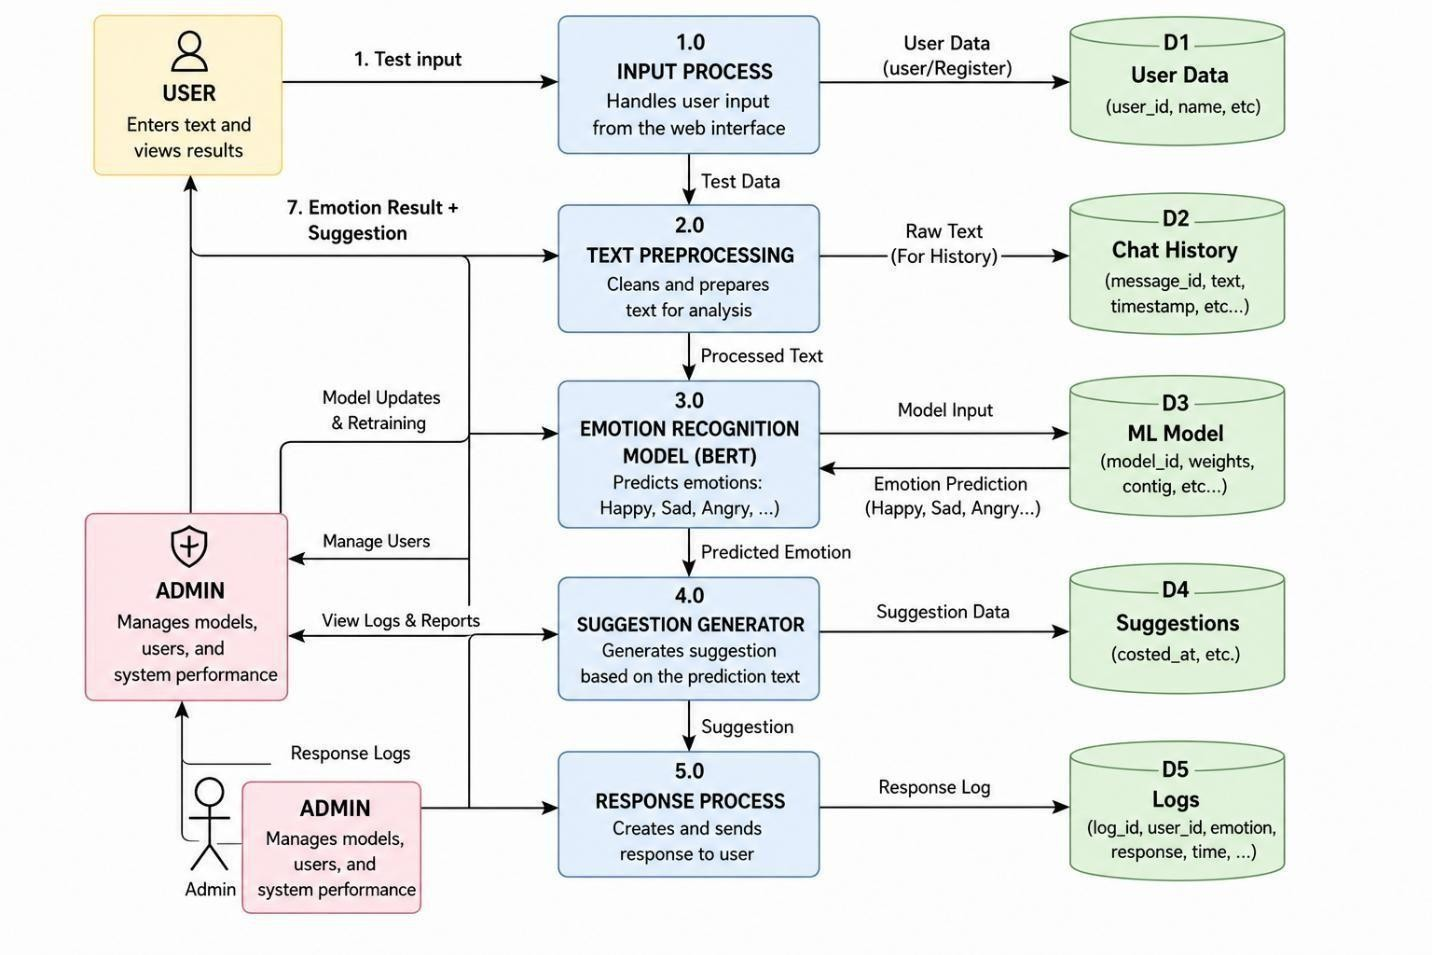 USER
Enters text and
views results
1. Test input
1.0
INPUT PROCESS
Handles user input
from the web interface
User Data
(user/Register)
D1
User Data
(user_id, name, etc)
Test Data
7. Emotion Result +
Suggestion
2.0
TEXT PREPROCESSING
Cleans and prepares
text for analysis
Raw Text
(For History)
D2
Chat History
(message_id, text,
timestamp, etc...)
Processed Text
Model Updates
& Retraining
3.0
EMOTION RECOGNITION
MODEL (BERT)
Predicts emotions:
Happy, Sad, Angry, ...)
Model Input
Emotion Prediction
(Happy, Sad, Angry...)
D3
ML Model
(model_id, weights,
contig, etc...)
Predicted Emotion
ADMIN
Manages models,
users, and
system performance
Manage Users
View Logs & Reports
4.0
SUGGESTION GENERATOR
Generates suggestion
based on the prediction text
Suggestion Data
D4
Suggestions
(costed_at, etc.)
Suggestion
Response Logs
Admin
ADMIN
Manages models,
users, and
system performance
5.0
RESPONSE PROCESS
Creates and sends
response to user
Response Log
D5
Logs
(log_id, user_id, emotion,
response, time, ...)